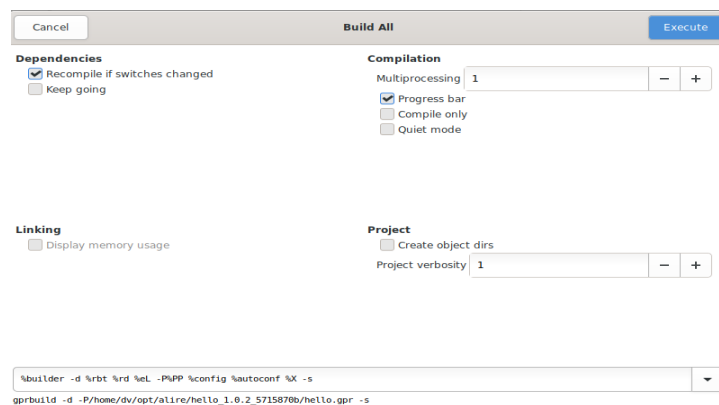 Cancel
Build All
Execute
Dependencies
Recompile if switches changed
Keep going
Compilation
Multiprocessing 1
Progress bar
Compile only
Quiet mode
Linking
Display memory usage
Project
Create object dirs
Project verbosity 1
%builder -d %rbt %rd %eL -P%PP %config %autoconf %X -s
gprbuild -d -P/home/dv/opt/alire/hello_1.0.2_5715870b/hello.gpr -s